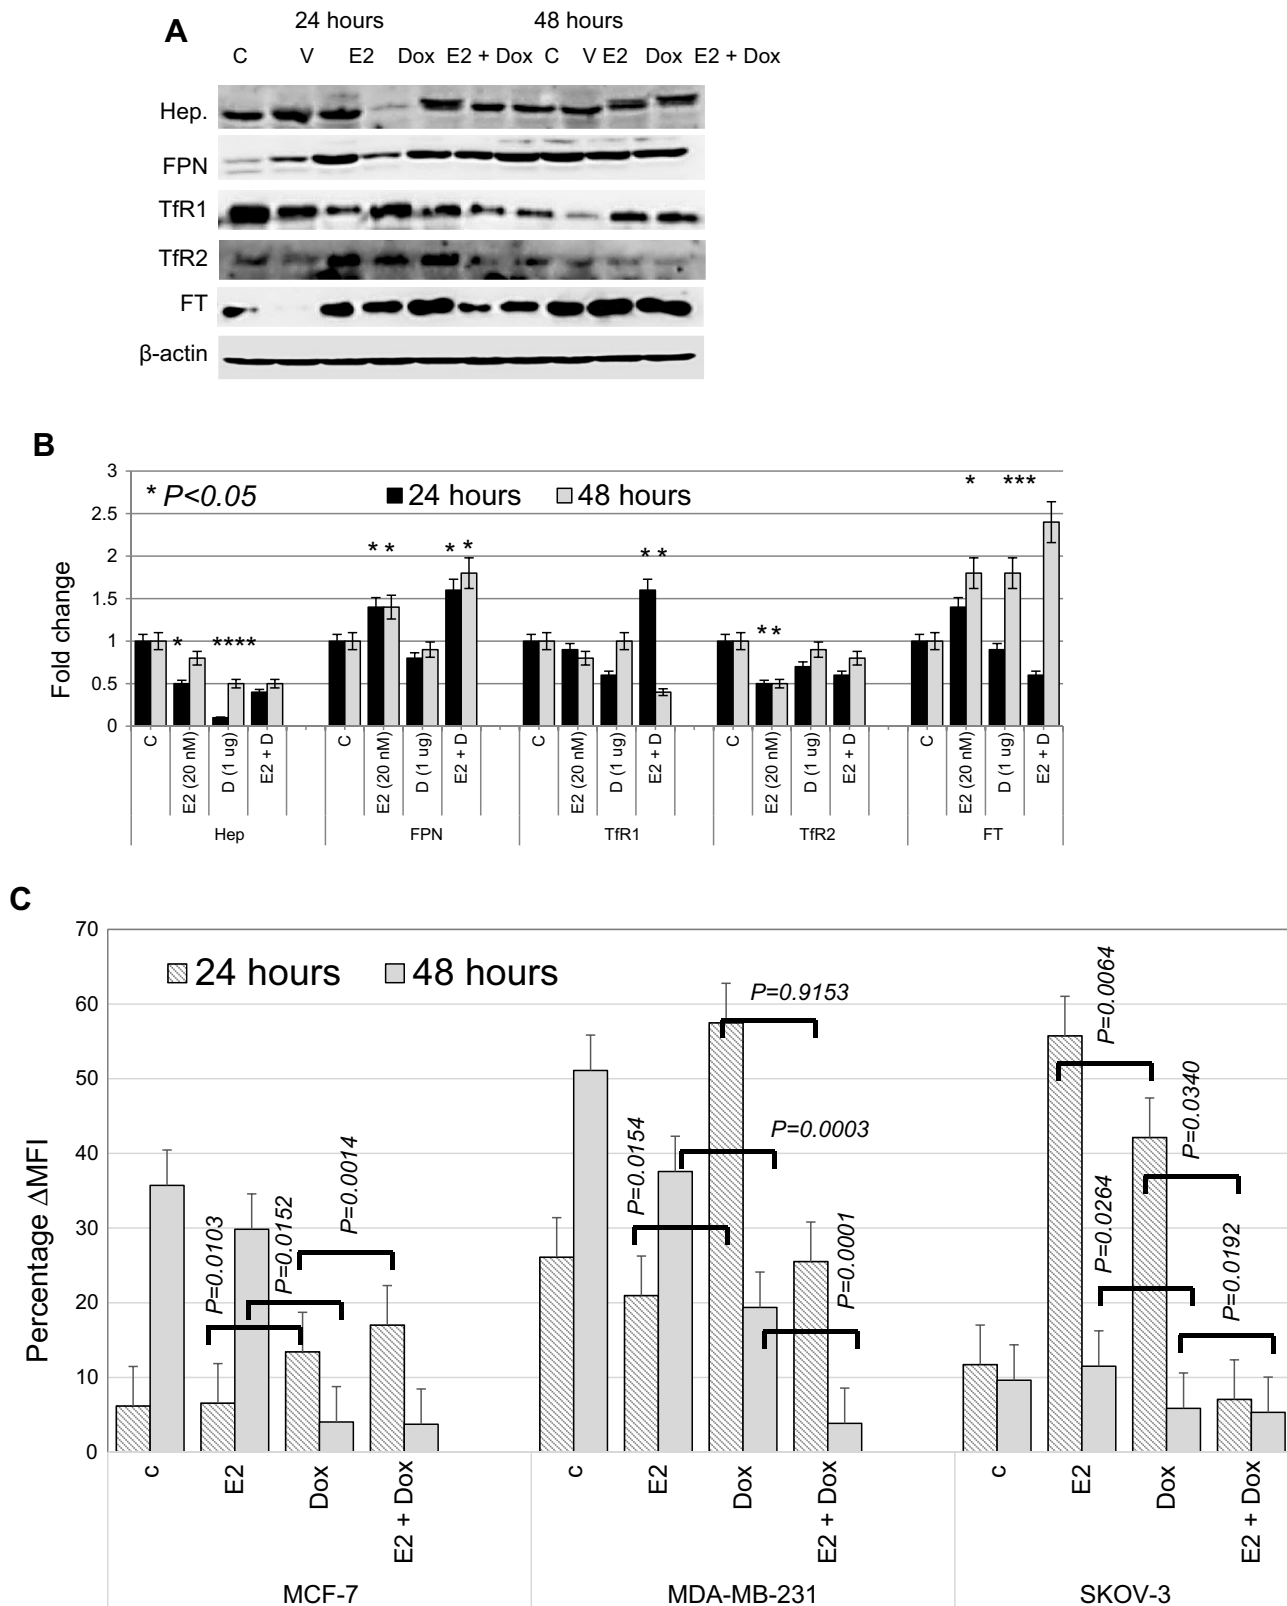 A
24 hours 48 hours
C V E2 Dox E2 + Dox C V E2 Dox E2 + Dox
Hep.
FPN
TfR1
TfR2
FT
β-actin
B
* P<0.05
24 hours 48 hours
Fold change
3
2.5
2
1.5
1
0.5
0
* **** ** ** ** ** * ***
C E2 (20 nM) D (1 ug) E2 + D C E2 (20 nM) D (1 ug) E2 + D C E2 (20 nM) D (1 ug) E2 + D C E2 (20 nM) D (1 ug) E2 + D C E2 (20 nM) D (1 ug) E2 + D
Hep FPN TfR1 TfR2 FT
C
24 hours 48 hours
Percentage ΔMFI
70
60
50
40
30
20
10
0
P=0.0103
P=0.0152
P=0.0014
P=0.0154
P=0.9153
P=0.0003
P=0.0001
P=0.0064
P=0.0340
P=0.0264
P=0.0192
c E2 Dox E2 + Dox c E2 Dox E2 + Dox c E2 Dox E2 + Dox
MCF-7 MDA-MB-231 SKOV-3